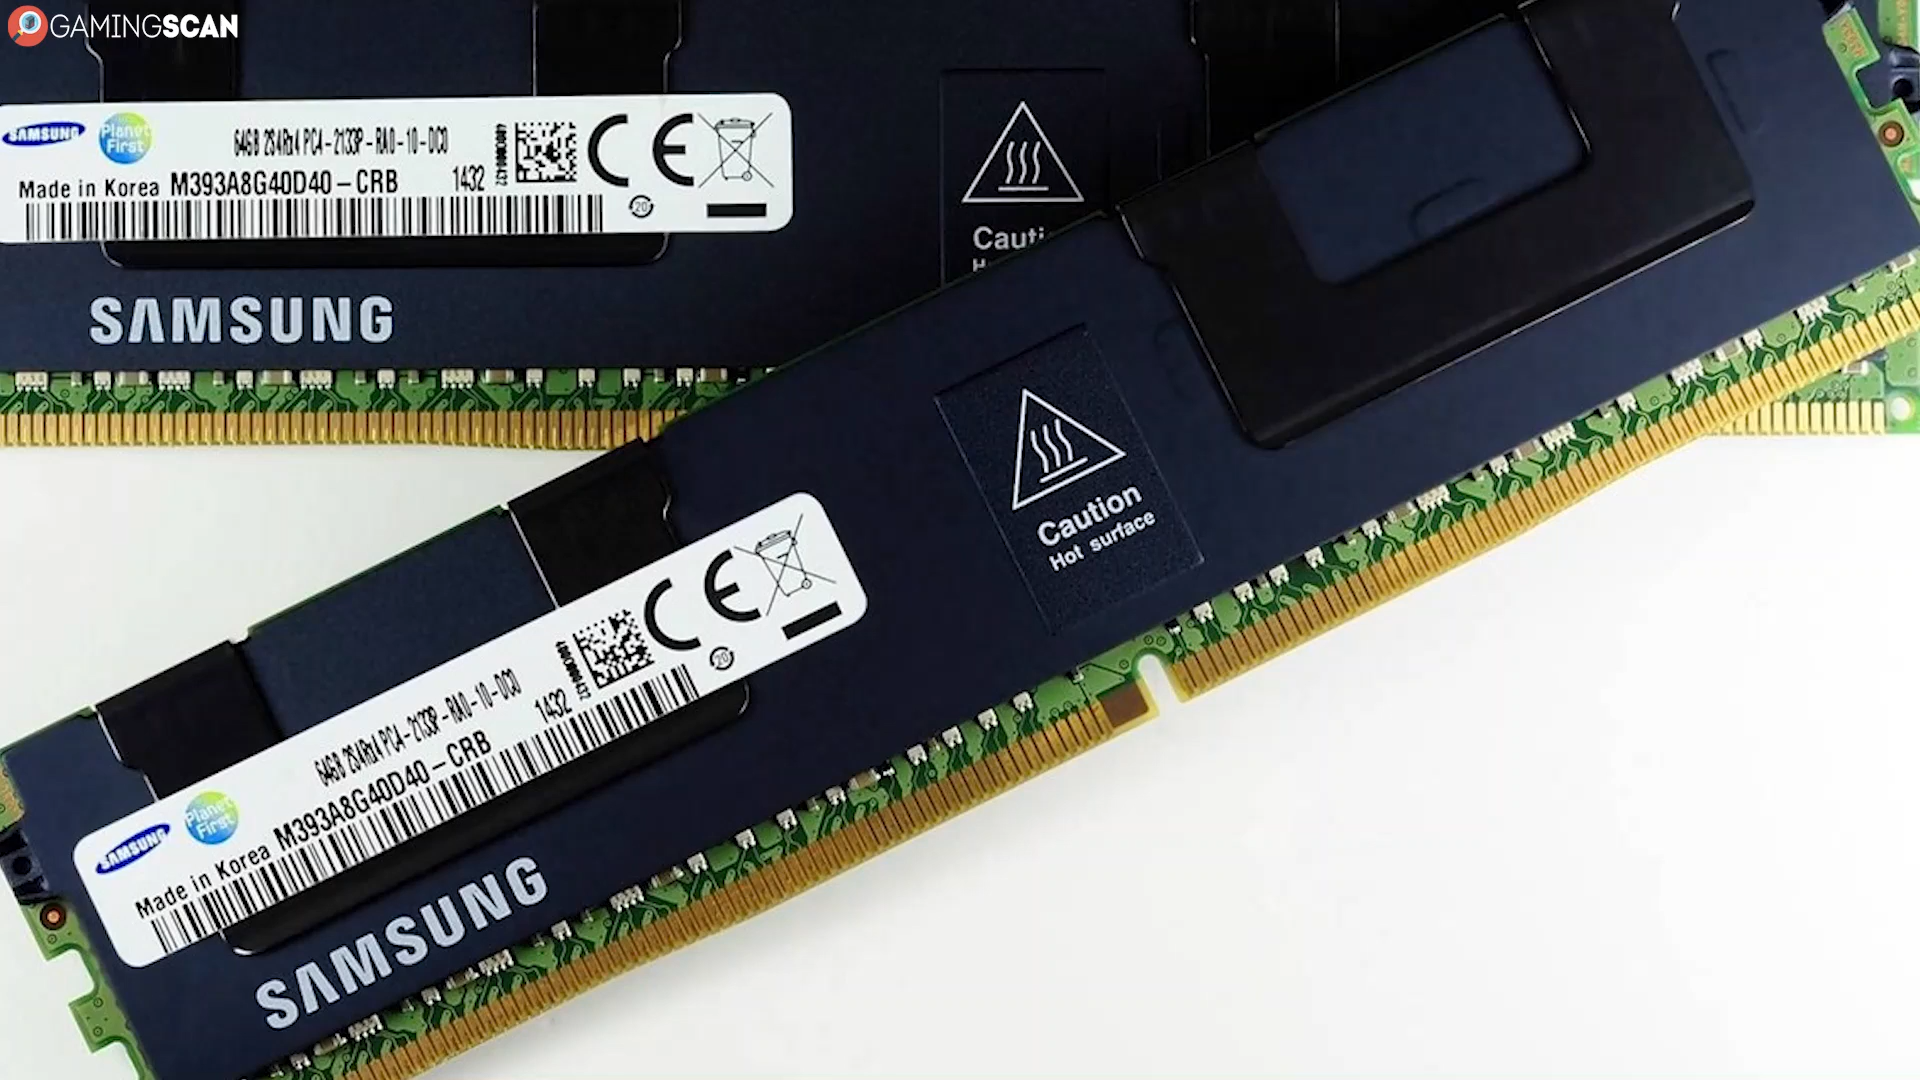 GAMINGSCAN
SAMSUNG
Planet
First
64GB 2S4Rx4 PC4-2133P-RA0-10-DC0
Made in Korea M393A8G40D40-CRB
1432
CE
20
SAMSUNG
Cauti
H
Caution
Hot surface
SAMSUNG
Planet
First
64GB 2S4Rx4 PC4-2133P-RA0-10-DC0
Made in Korea M393A8G40D40-CRB
1432
CE
20
SAMSUNG